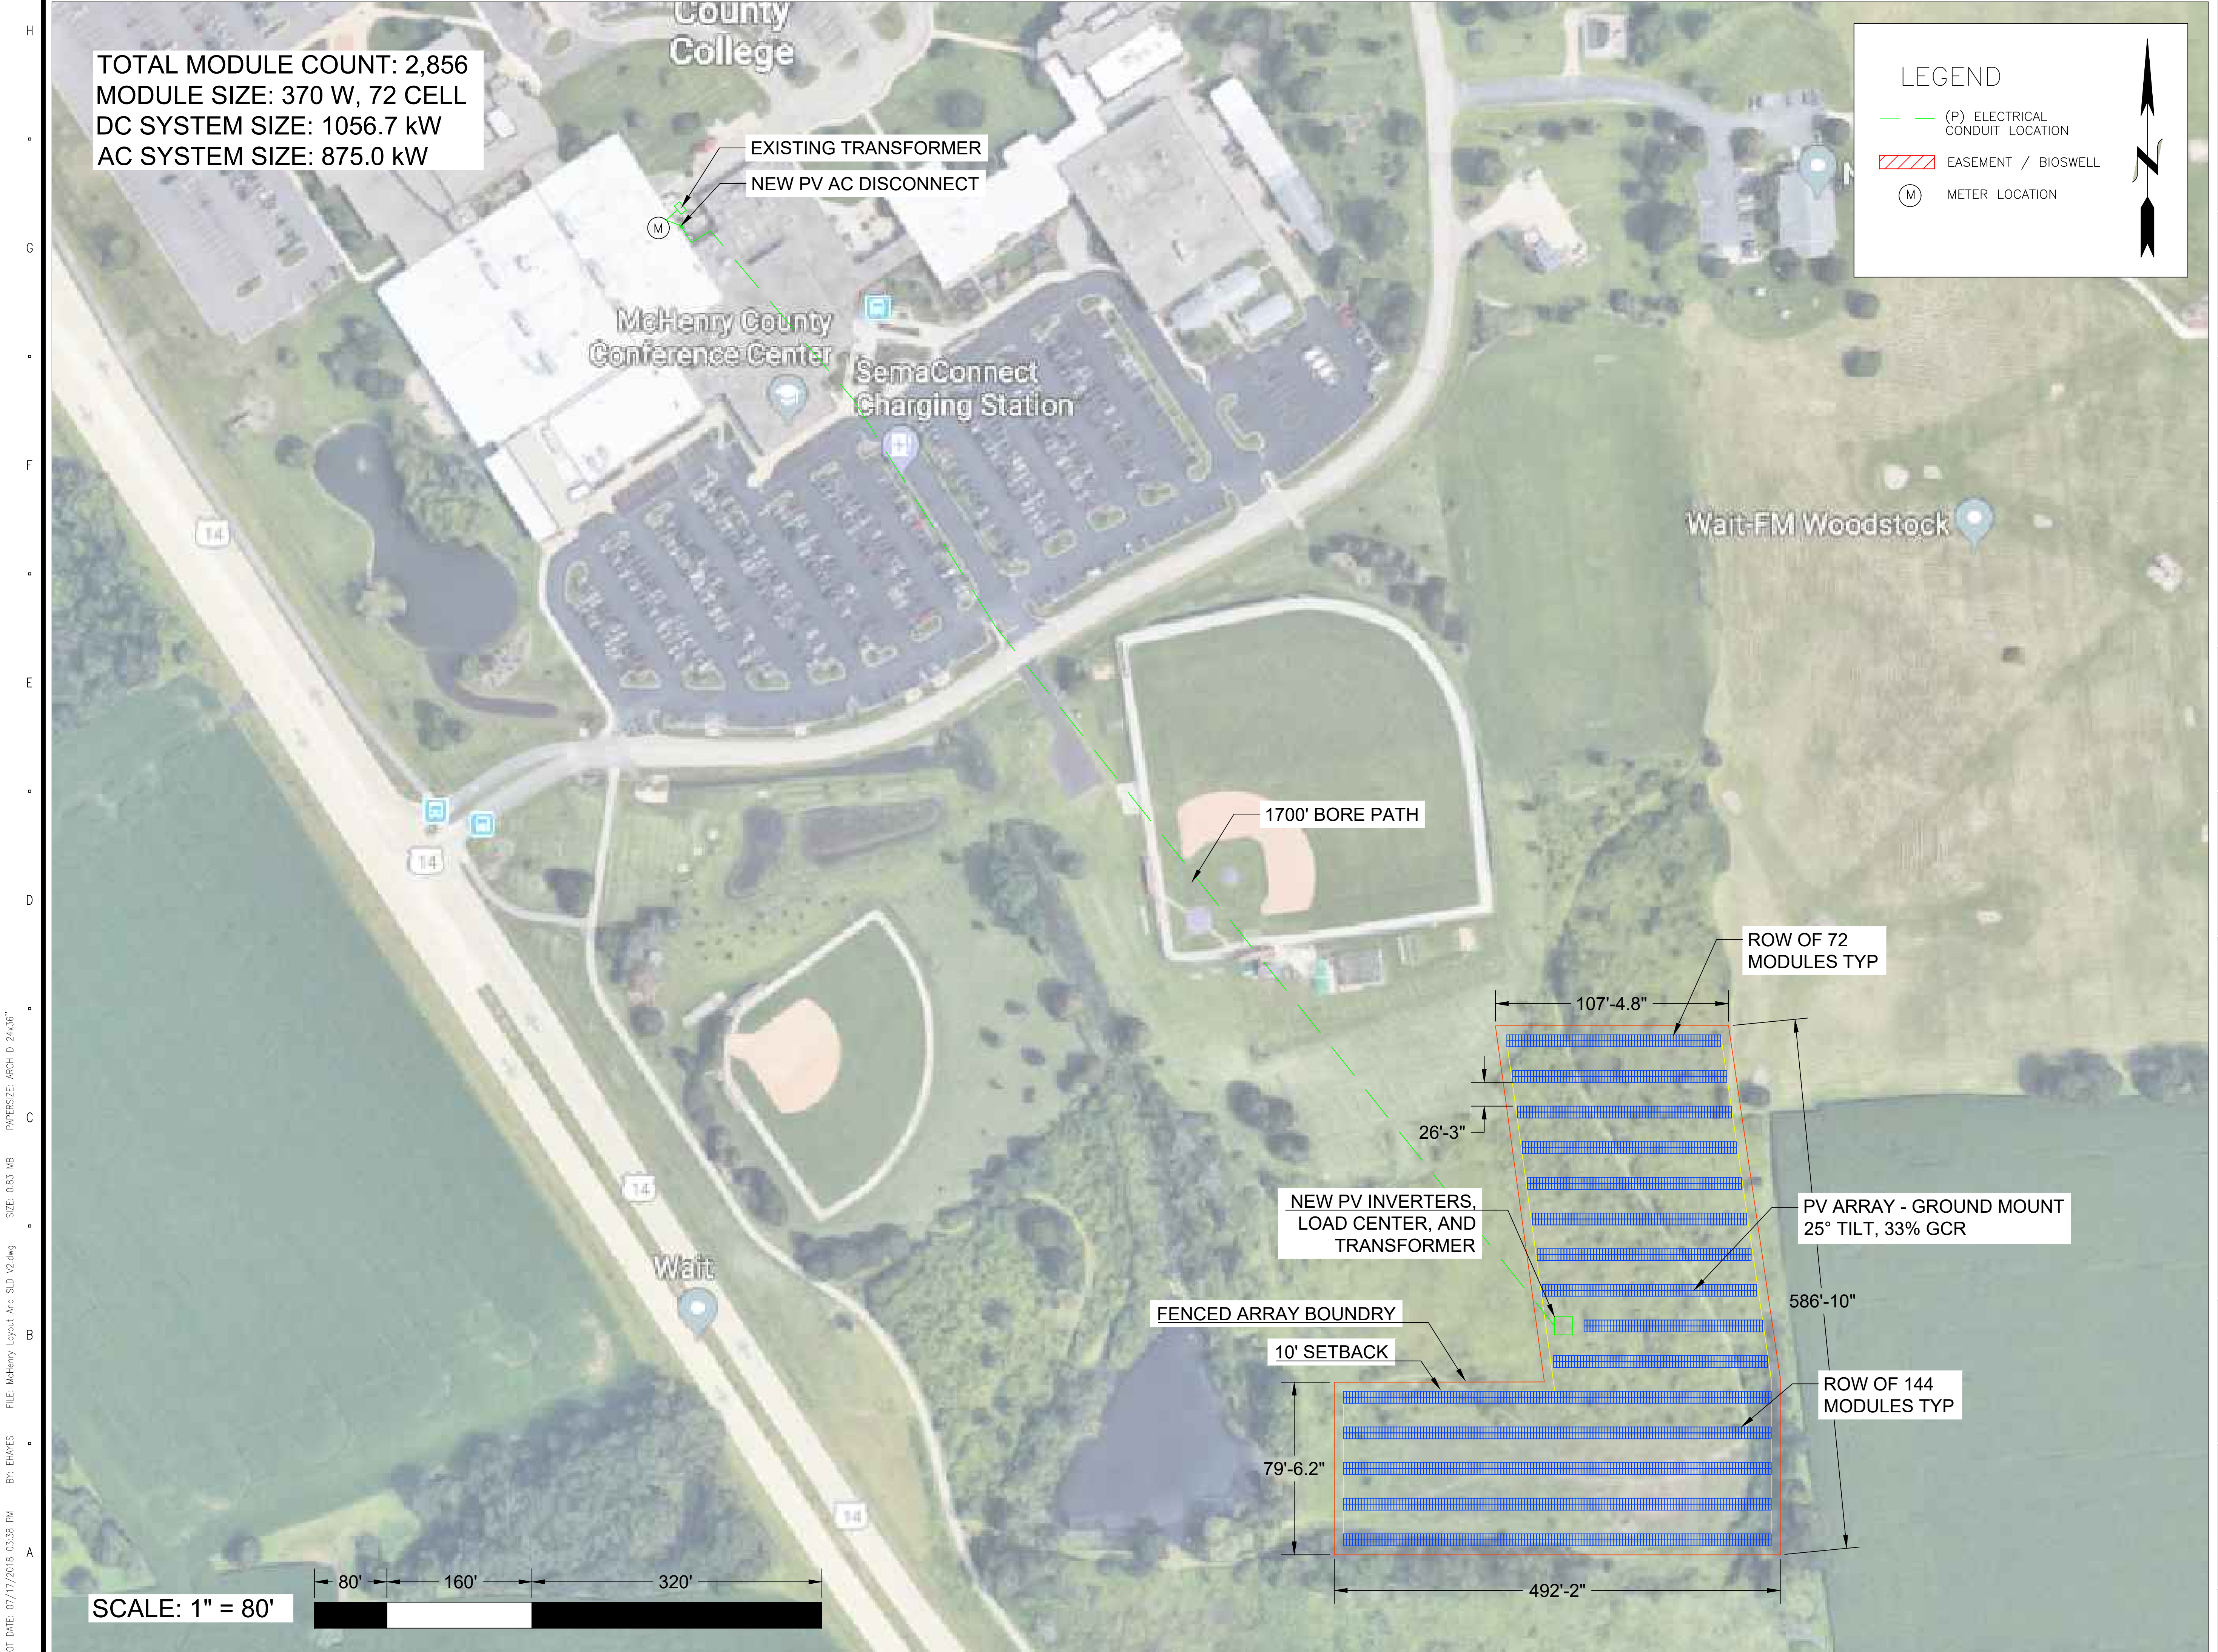 County
College
TOTAL MODULE COUNT: 2,856
MODULE SIZE: 370 W, 72 CELL
DC SYSTEM SIZE: 1056.7 kW
AC SYSTEM SIZE: 875.0 kW
LEGEND
(P) ELECTRICAL
CONDUIT LOCATION
EASEMENT / BIOSWELL
M
METER LOCATION
N
EXISTING TRANSFORMER
NEW PV AC DISCONNECT
M
McHenry County
Conference Center
SemaConnect
Charging Station
14
Wait-FM Woodstock
14
1700' BORE PATH
ROW OF 72
MODULES TYP
107'-4.8"
26'-3"
NEW PV INVERTERS,
LOAD CENTER, AND
TRANSFORMER
PV ARRAY - GROUND MOUNT
25° TILT, 33% GCR
14
Wait
586'-10"
FENCED ARRAY BOUNDRY
10' SETBACK
ROW OF 144
MODULES TYP
79'-6.2"
14
492'-2"
SCALE: 1" = 80'
80'
160'
320'
H
G
F
E
D
C
B
A
OT DATE: 07/17/2018 03:38 PM BY: EHAYES FILE: McHenry Layout And SLD V2.dwg SIZE: 0.83 MB PAPERSIZE: ARCH D 24x36"